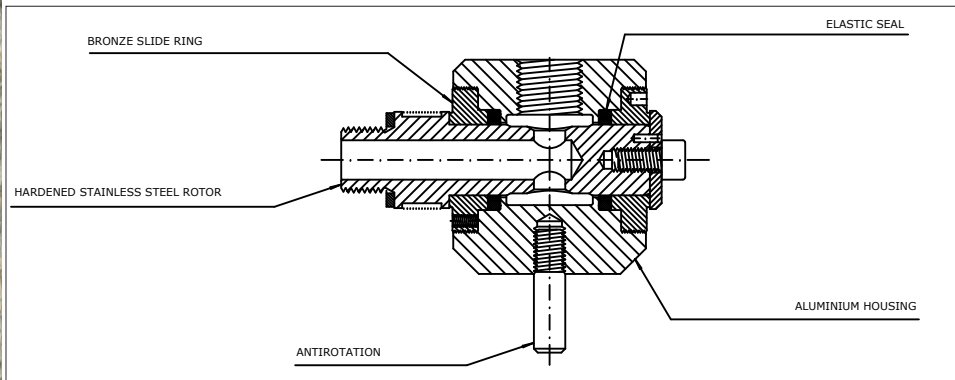 ELASTIC SEAL
BRONZE SLIDE RING
HARDENED STAINLESS STEEL ROTOR
ALUMINIUM HOUSING
ANTIROTATION